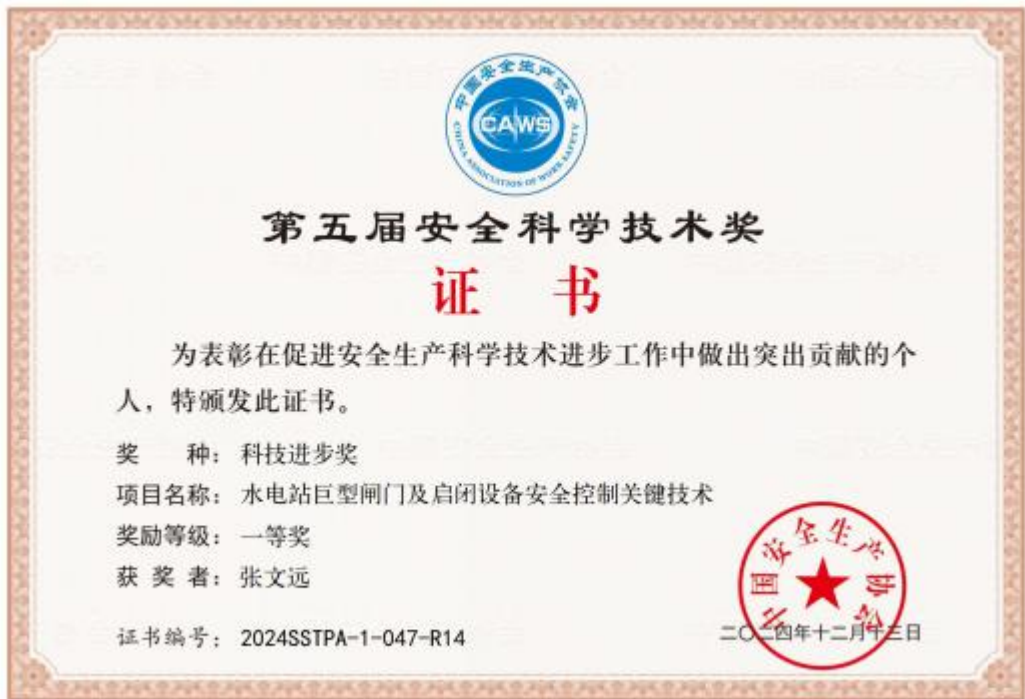 中国安全生产协会
CAWS
CHINA ASSOCIATION OF WORK SAFETY
第五届安全科学技术奖
证 书
为表彰在促进安全生产科学技术进步工作中做出突出贡献的个
人，特颁发此证书。
奖 种：科技进步奖
项目名称：水电站巨型闸门及启闭设备安全控制关键技术
奖励等级：一等奖
获 奖 者：张文远
证书编号：2024SSTPA-1-047-R14
中国安全生产协会
二〇二四年十二月十三日